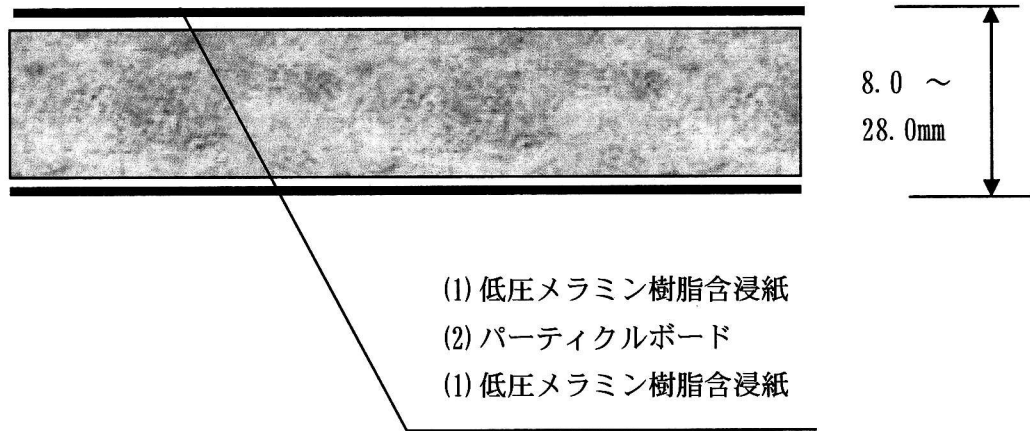 8.0 ～
28.0mm
(1) 低圧メラミン樹脂含浸紙
(2) パーティクルボード
(1) 低圧メラミン樹脂含浸紙